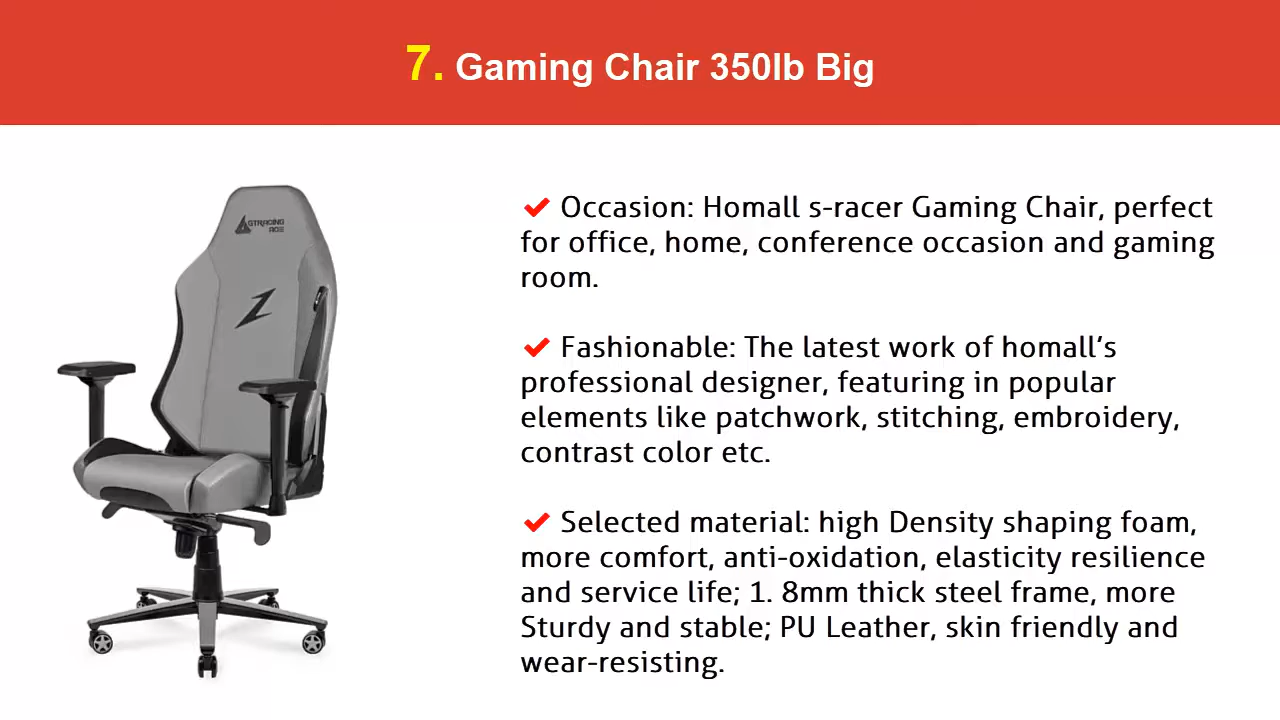 7. Gaming Chair 350lb Big
GTRACING
ACE
Z
✔ Occasion: Homall s-racer Gaming Chair, perfect
for office, home, conference occasion and gaming
room.
✔ Fashionable: The latest work of homall‘s
professional designer, featuring in popular
elements like patchwork, stitching, embroidery,
contrast color etc.
✔ Selected material: high Density shaping foam,
more comfort, anti-oxidation, elasticity resilience
and service life; 1. 8mm thick steel frame, more
Sturdy and stable; PU Leather, skin friendly and
wear-resisting.